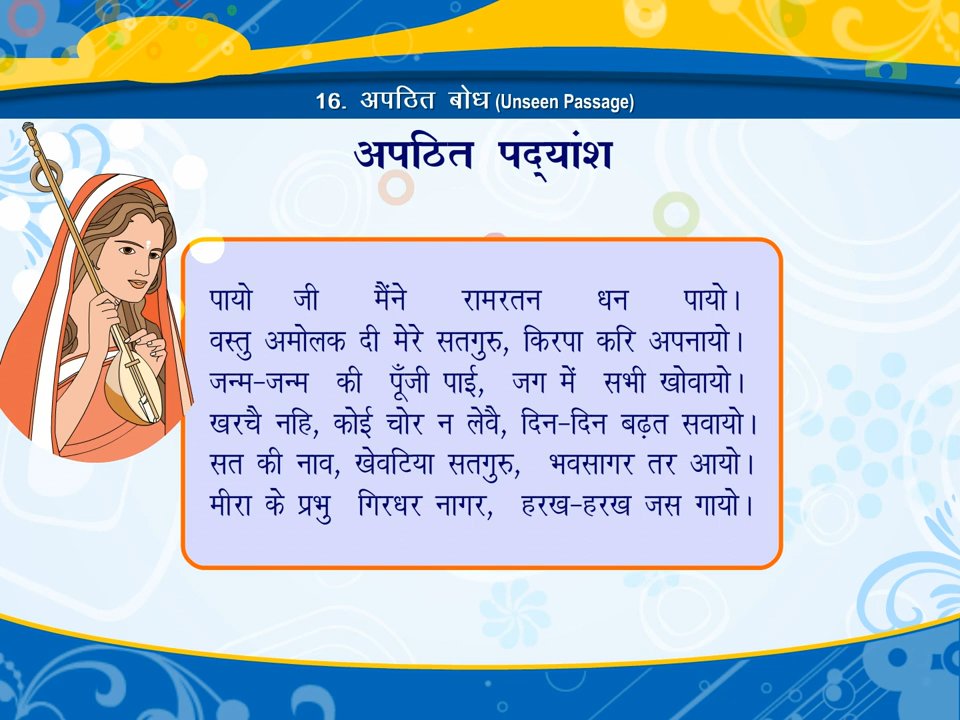 16. अपठित बोध (Unseen Passage)
अपठित पद्‌यांश
पायो जी मैंने रामरतन धन पायो।
वस्तु अमोलक दी मेरे सतगुरु, किरपा करि अपनायो।
जन्म-जन्म की पूँजी पाई, जग में सभी खोवायो।
खरचै नहि, कोई चोर न लेवै, दिन-दिन बढ़त सवायो।
सत की नाव, खेवटिया सतगुरु, भवसागर तर आयो।
मीरा के प्रभु गिरधर नागर, हरख-हरख जस गायो।